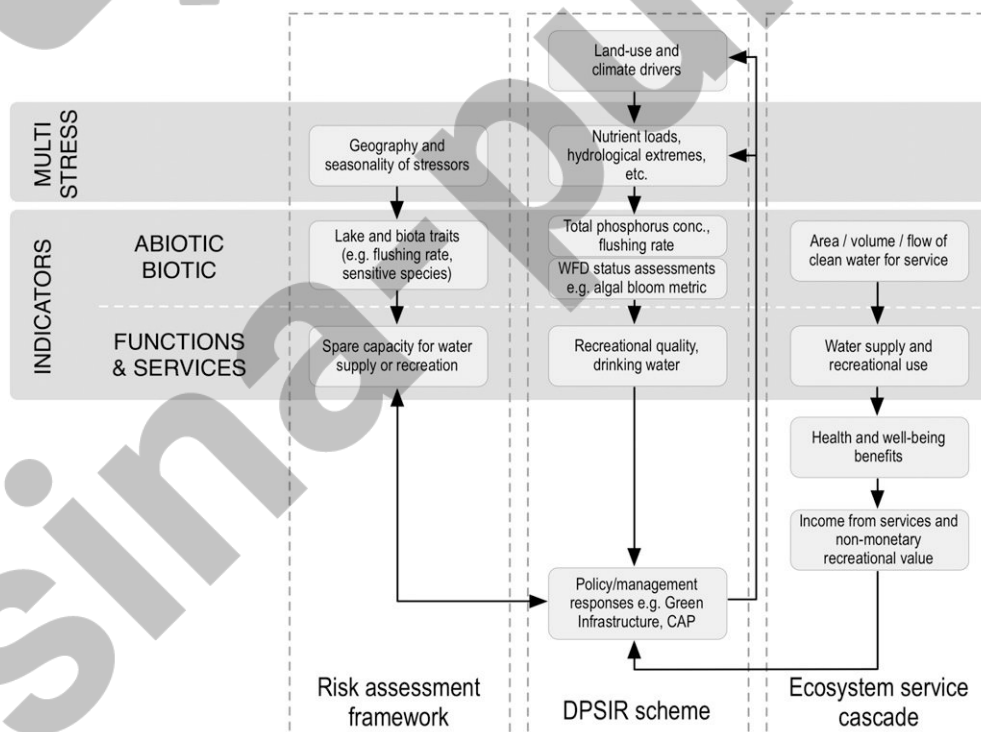 Land-use and
climate drivers
MULTI
STRESS
Geography and
seasonality of stressors
Nutrient loads,
hydrological extremes,
etc.
INDICATORS
ABIOTIC
BIOTIC
Lake and biota traits
(e.g. flushing rate,
sensitive species)
Total phosphorus conc.,
flushing rate
WFD status assessments
e.g. algal bloom metric
Area / volume / flow of
clean water for service
FUNCTIONS
& SERVICES
Spare capacity for water
supply or recreation
Recreational quality,
drinking water
Water supply and
recreational use
Health and well-being
benefits
Income from services and
non-monetary
recreational value
Policy/management
responses e.g. Green
Infrastructure, CAP
Risk assessment
framework
DPSIR scheme
Ecosystem service
cascade
sina-pu